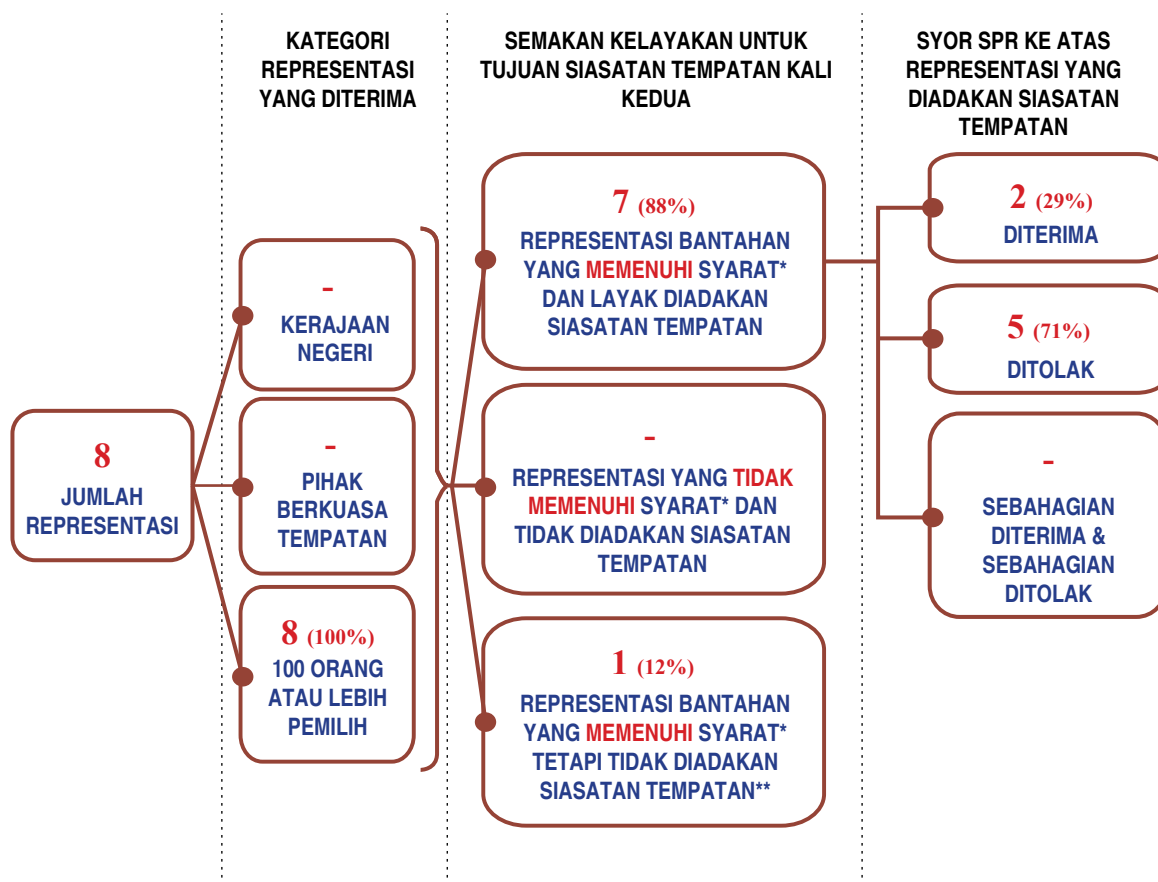 KATEGORI
REPRESENTASI
YANG DITERIMA
SEMAKAN KELAYAKAN UNTUK
TUJUAN SIASATAN TEMPATAN KALI
KEDUA
SYOR SPR KE ATAS
REPRESENTASI YANG
DIADAKAN SIASATAN
TEMPATAN
8
JUMLAH
REPRESENTASI
-
KERAJAAN
NEGERI
-
PIHAK
BERKUASA
TEMPATAN
8 (100%)
100 ORANG
ATAU LEBIH
PEMILIH
7 (88%)
REPRESENTASI BANTAHAN
YANG MEMENUHI SYARAT*
DAN LAYAK DIADAKAN
SIASATAN TEMPATAN
-
REPRESENTASI YANG TIDAK
MEMENUHI SYARAT* DAN
TIDAK DIADAKAN SIASATAN
TEMPATAN
1 (12%)
REPRESENTASI BANTAHAN
YANG MEMENUHI SYARAT*
TETAPI TIDAK DIADAKAN
SIASATAN TEMPATAN**
2 (29%)
DITERIMA
5 (71%)
DITOLAK
-
SEBAHAGIAN
DITERIMA &
SEBAHAGIAN
DITOLAK